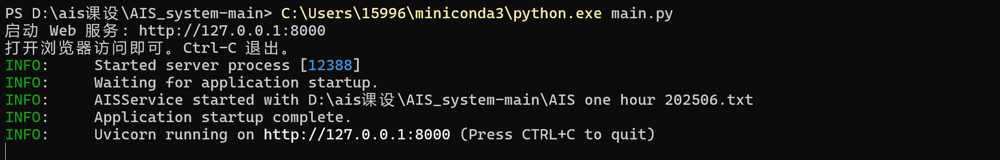 PS D:\ais课设\AIS_system-main> C:\Users\15996\miniconda3\python.exe main.py
启动 Web 服务: http://127.0.0.1:8000
打开浏览器访问即可。Ctrl-C 退出。
INFO:     Started server process [12388]
INFO:     Waiting for application startup.
INFO:     AISService started with D:\ais课设\AIS_system-main\AIS one hour 202506.txt
INFO:     Application startup complete.
INFO:     Uvicorn running on http://127.0.0.1:8000 (Press CTRL+C to quit)